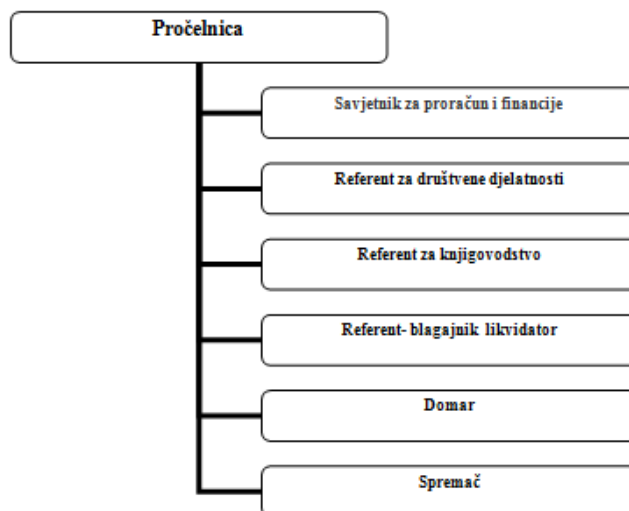 Pročelnica
Savjetnik za proračun i financije
Referent za društvene djelatnosti
Referent za knjigovodstvo
Referent- blagajnik likvidator
Domar
Spremač